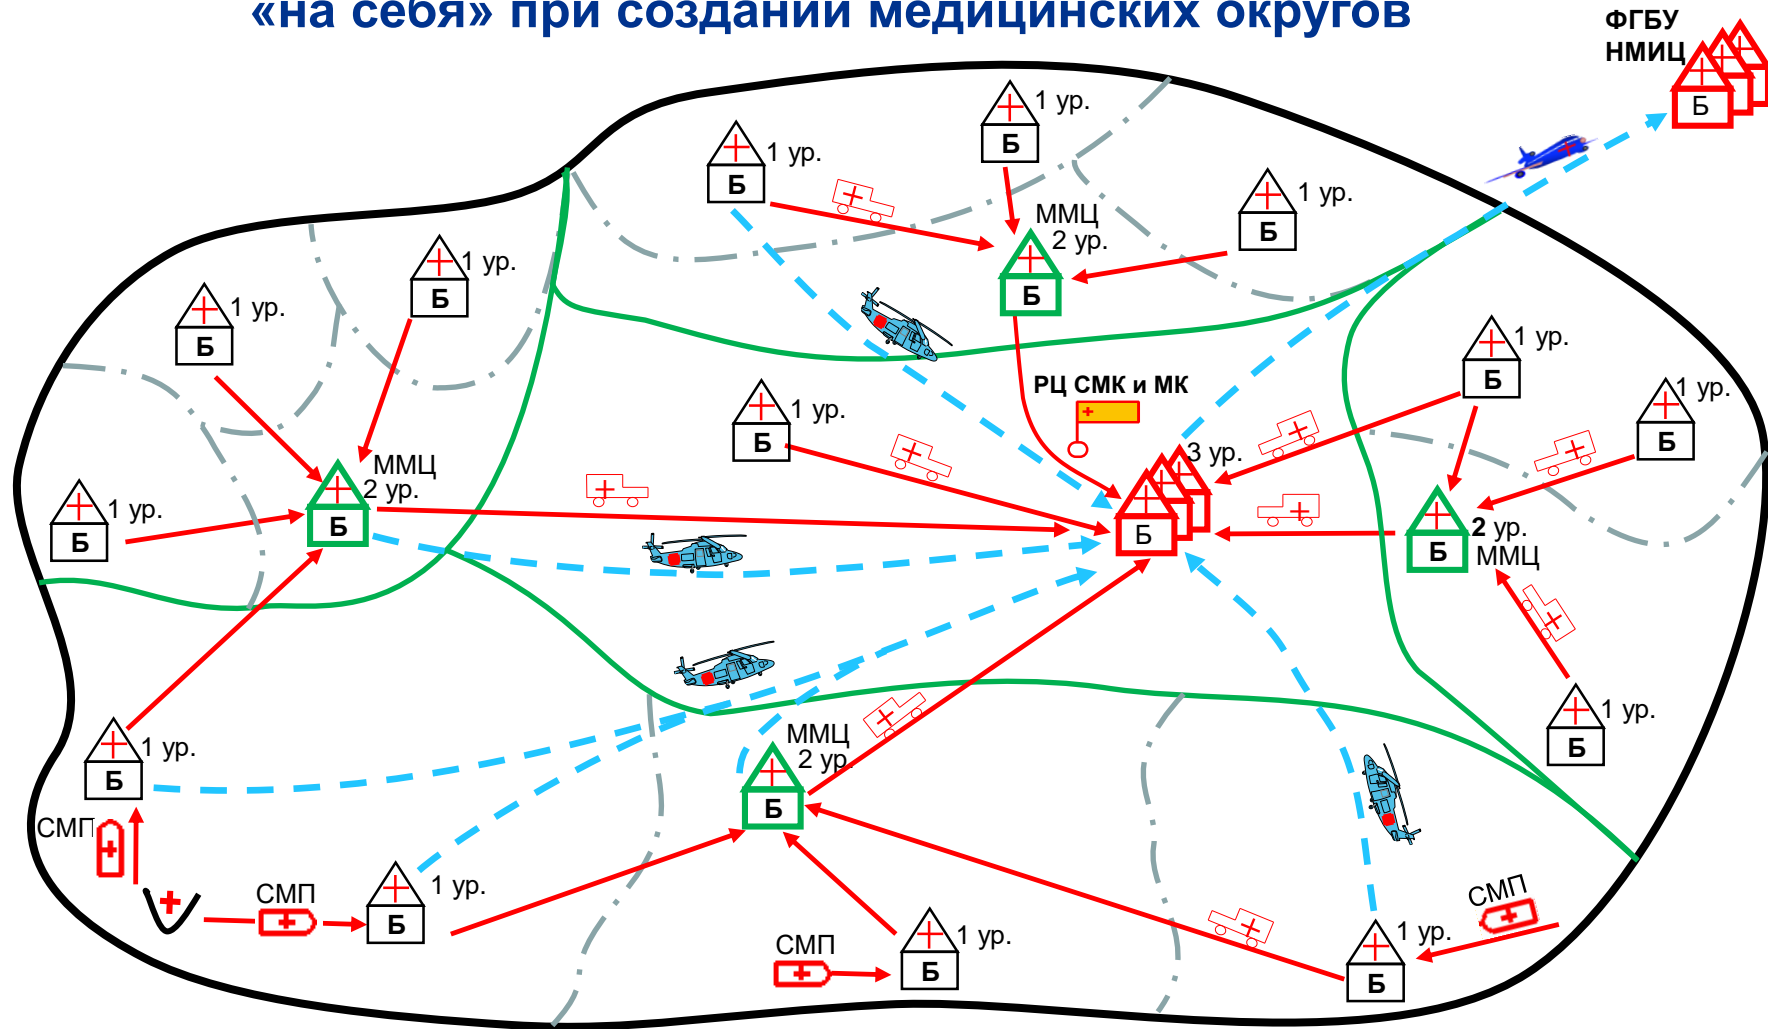 «на себя» при создании медицинских округов
ФГБУ
НМИЦ
Б
1 ур.
Б
1 ур.
Б
1 ур.
Б
ММЦ
2 ур.
Б
1 ур.
Б
1 ур.
Б
1 ур.
Б
1 ур.
Б
РЦ СМК и МК
1 ур.
Б
1 ур.
Б
3 ур.
Б
ММЦ
2 ур.
Б
1 ур.
Б
2 ур.
ММЦ
Б
1 ур.
Б
1 ур.
Б
ММЦ
2 ур.
Б
СМП
СМП
1 ур.
Б
СМП
1 ур.
Б
СМП
1 ур.
Б